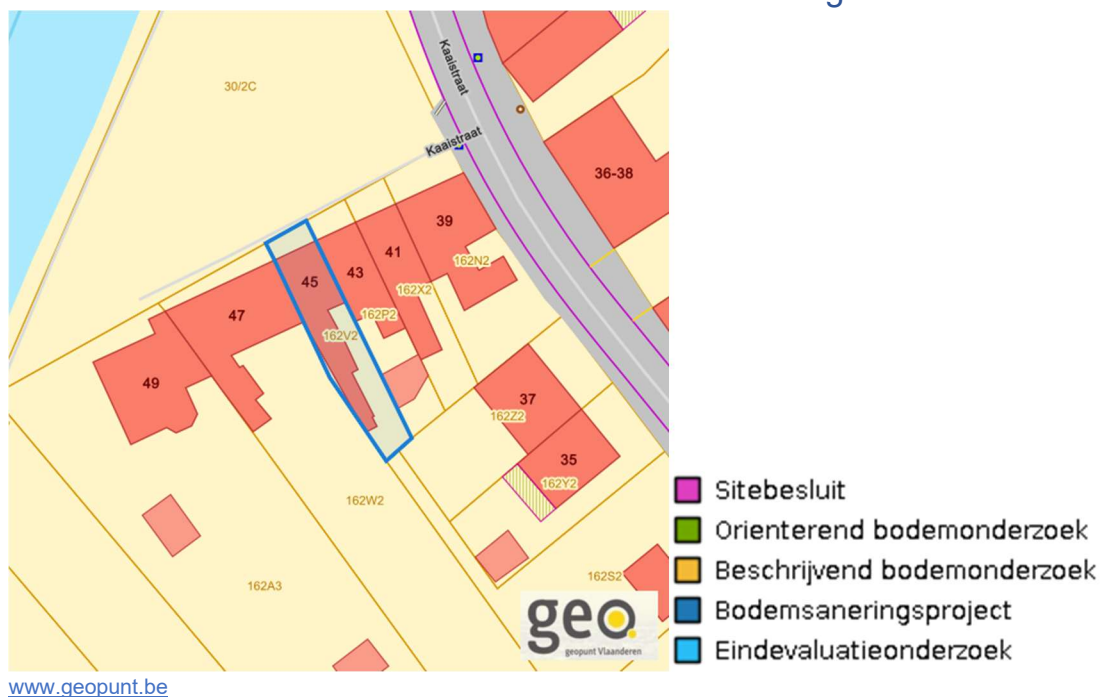 Kaaistraat
30/2C
Kaaistraat
36-38
39
41
162N2
43
45
162X2
47
162P2
162V2
49
37
162Z2
35
162Y2
162W2
162A3
162S2
geo.
geopunt Vlaanderen
Sitebesluit
Orienterend bodemonderzoek
Beschrijvend bodemonderzoek
Bodemsaneringsproject
Eindevaluatieonderzoek
www.geopunt.be